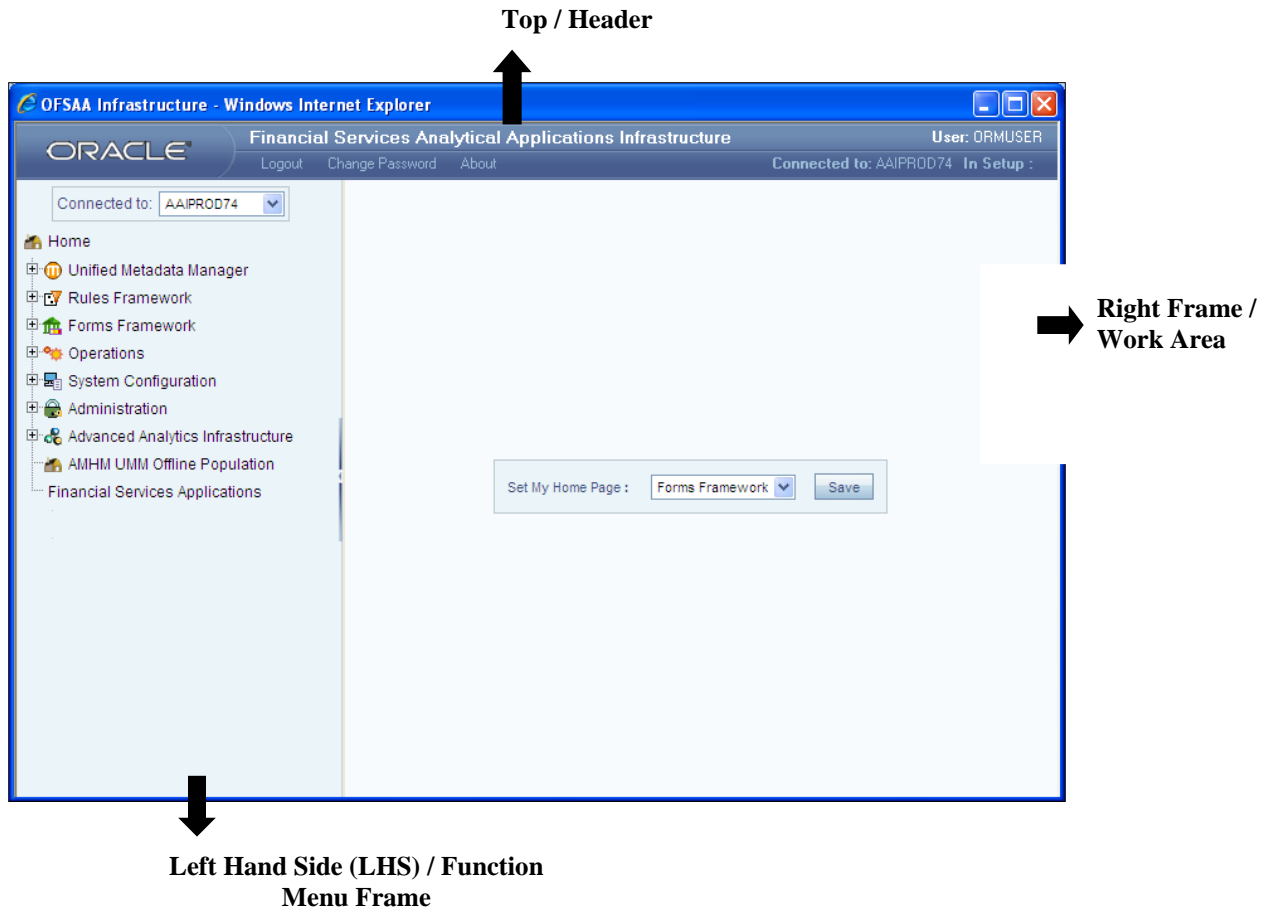 Top / Header
OFSAA Infrastructure - Windows Internet Explorer
ORACLE
Financial Services Analytical Applications Infrastructure
User: ORMUSER
Logout Change Password About
Connected to: AAIPROD74 In Setup :
Connected to: AAIPROD74
Home
Unified Metadata Manager
Rules Framework
Forms Framework
Operations
System Configuration
Administration
Advanced Analytics Infrastructure
AMHM UMM Offline Population
Financial Services Applications
Set My Home Page : Forms Framework Save
Right Frame /
Work Area
Left Hand Side (LHS) / Function
Menu Frame